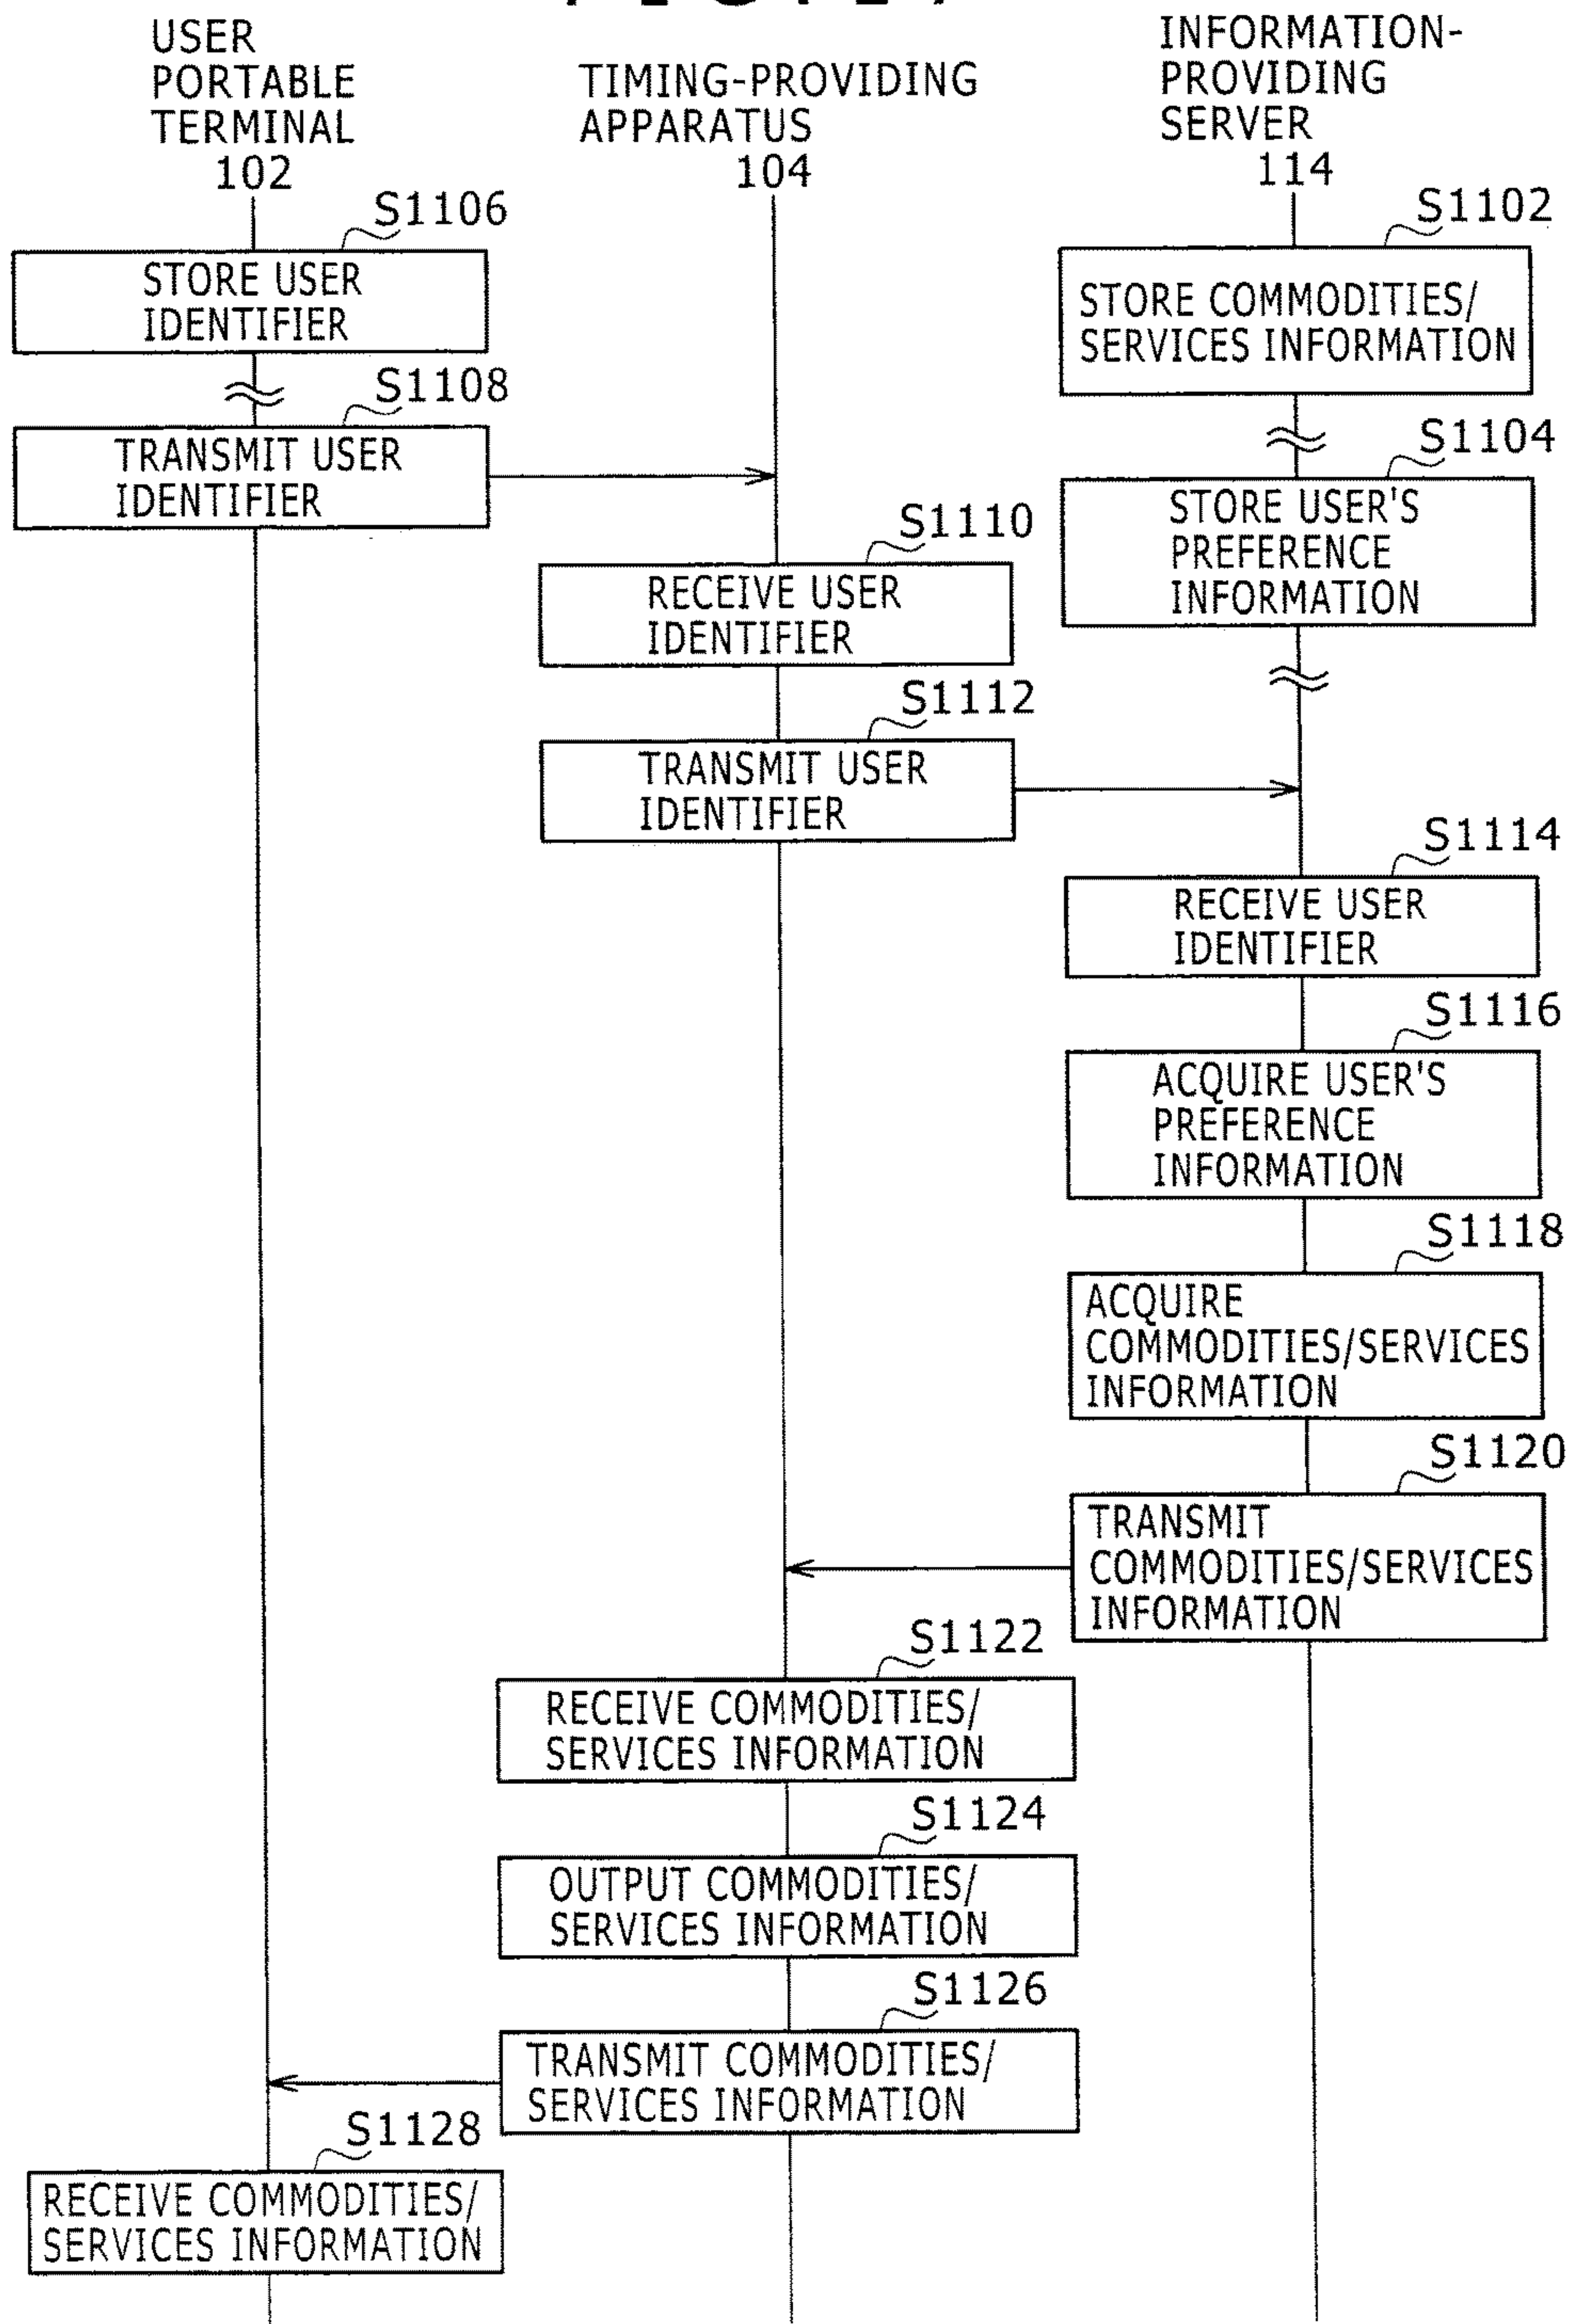 USER
PORTABLE
TERMINAL
102
TIMING-PROVIDING
APPARATUS
104
INFORMATION-
PROVIDING
SERVER
114
S1106
STORE USER
IDENTIFIER
S1102
STORE COMMODITIES/
SERVICES INFORMATION
S1108
TRANSMIT USER
IDENTIFIER
S1104
STORE USER'S
PREFERENCE
INFORMATION
S1110
RECEIVE USER
IDENTIFIER
S1112
TRANSMIT USER
IDENTIFIER
S1114
RECEIVE USER
IDENTIFIER
S1116
ACQUIRE USER'S
PREFERENCE
INFORMATION
S1118
ACQUIRE
COMMODITIES/SERVICES
INFORMATION
S1120
TRANSMIT
COMMODITIES/SERVICES
INFORMATION
S1122
RECEIVE COMMODITIES/
SERVICES INFORMATION
S1124
OUTPUT COMMODITIES/
SERVICES INFORMATION
S1126
TRANSMIT COMMODITIES/
SERVICES INFORMATION
S1128
RECEIVE COMMODITIES/
SERVICES INFORMATION